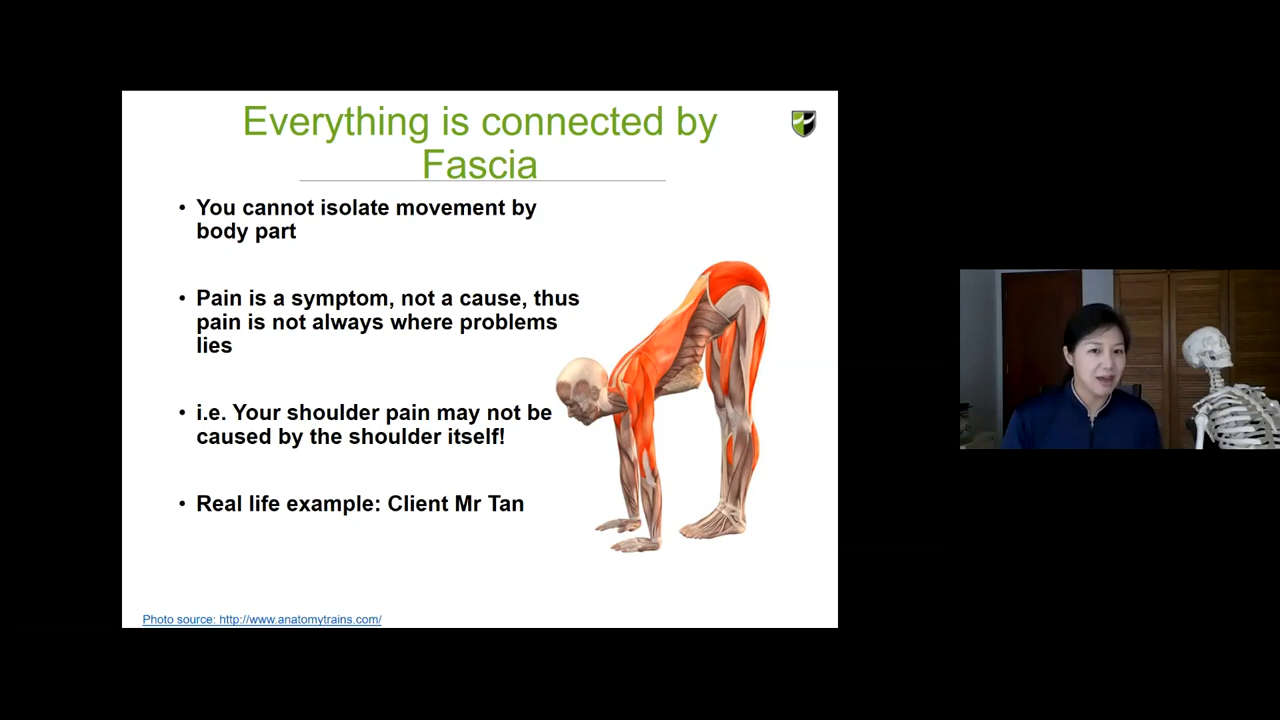 Everything is connected by
Fascia
• You cannot isolate movement by
body part
• Pain is a symptom, not a cause, thus
pain is not always where problems
lies
• i.e. Your shoulder pain may not be
caused by the shoulder itself!
• Real life example: Client Mr Tan
Photo source: http://www.anatomytrains.com/